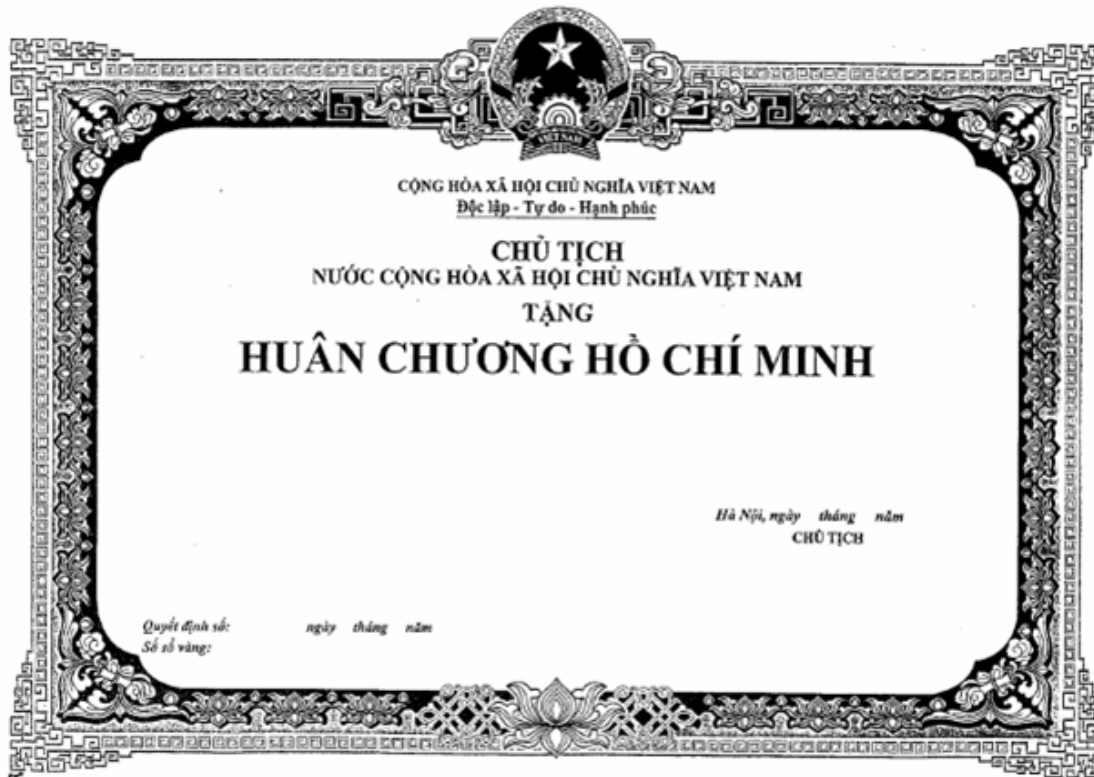 VIỆT NAM
CỘNG HÒA XÃ HỘI CHỦ NGHĨA VIỆT NAM
Độc lập - Tự do - Hạnh phúc
CHỦ TỊCH
NƯỚC CỘNG HÒA XÃ HỘI CHỦ NGHĨA VIỆT NAM
TẶNG
HUÂN CHƯƠNG HỒ CHÍ MINH
Hà Nội, ngày tháng năm
CHỦ TỊCH
Quyết định số: ngày tháng năm
Số sổ vàng: